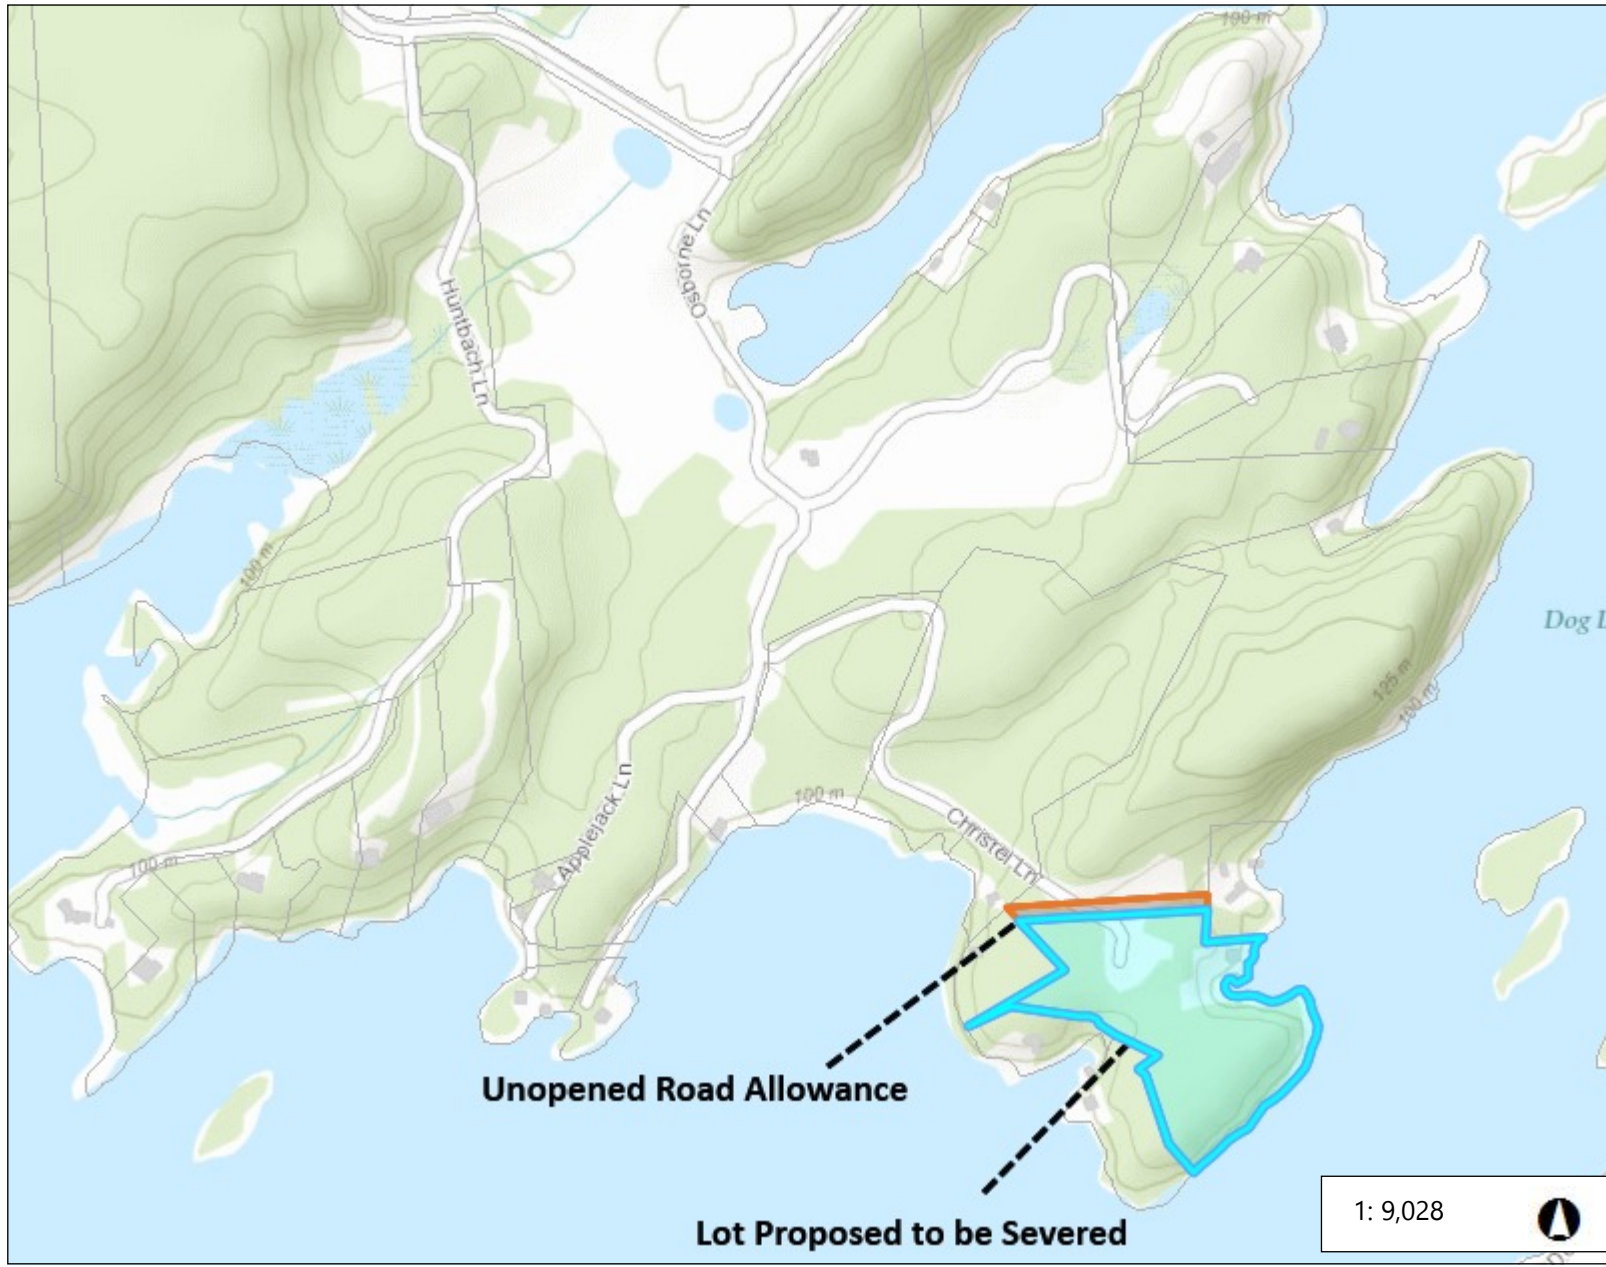 100 m
Osborne Ln
Huntbach Ln
100 m
Dog L
125 m
100 m
100 m
Applejack Ln
Christel Ln
100 m
Unopened Road Allowance
Lot Proposed to be Severed
1: 9,028